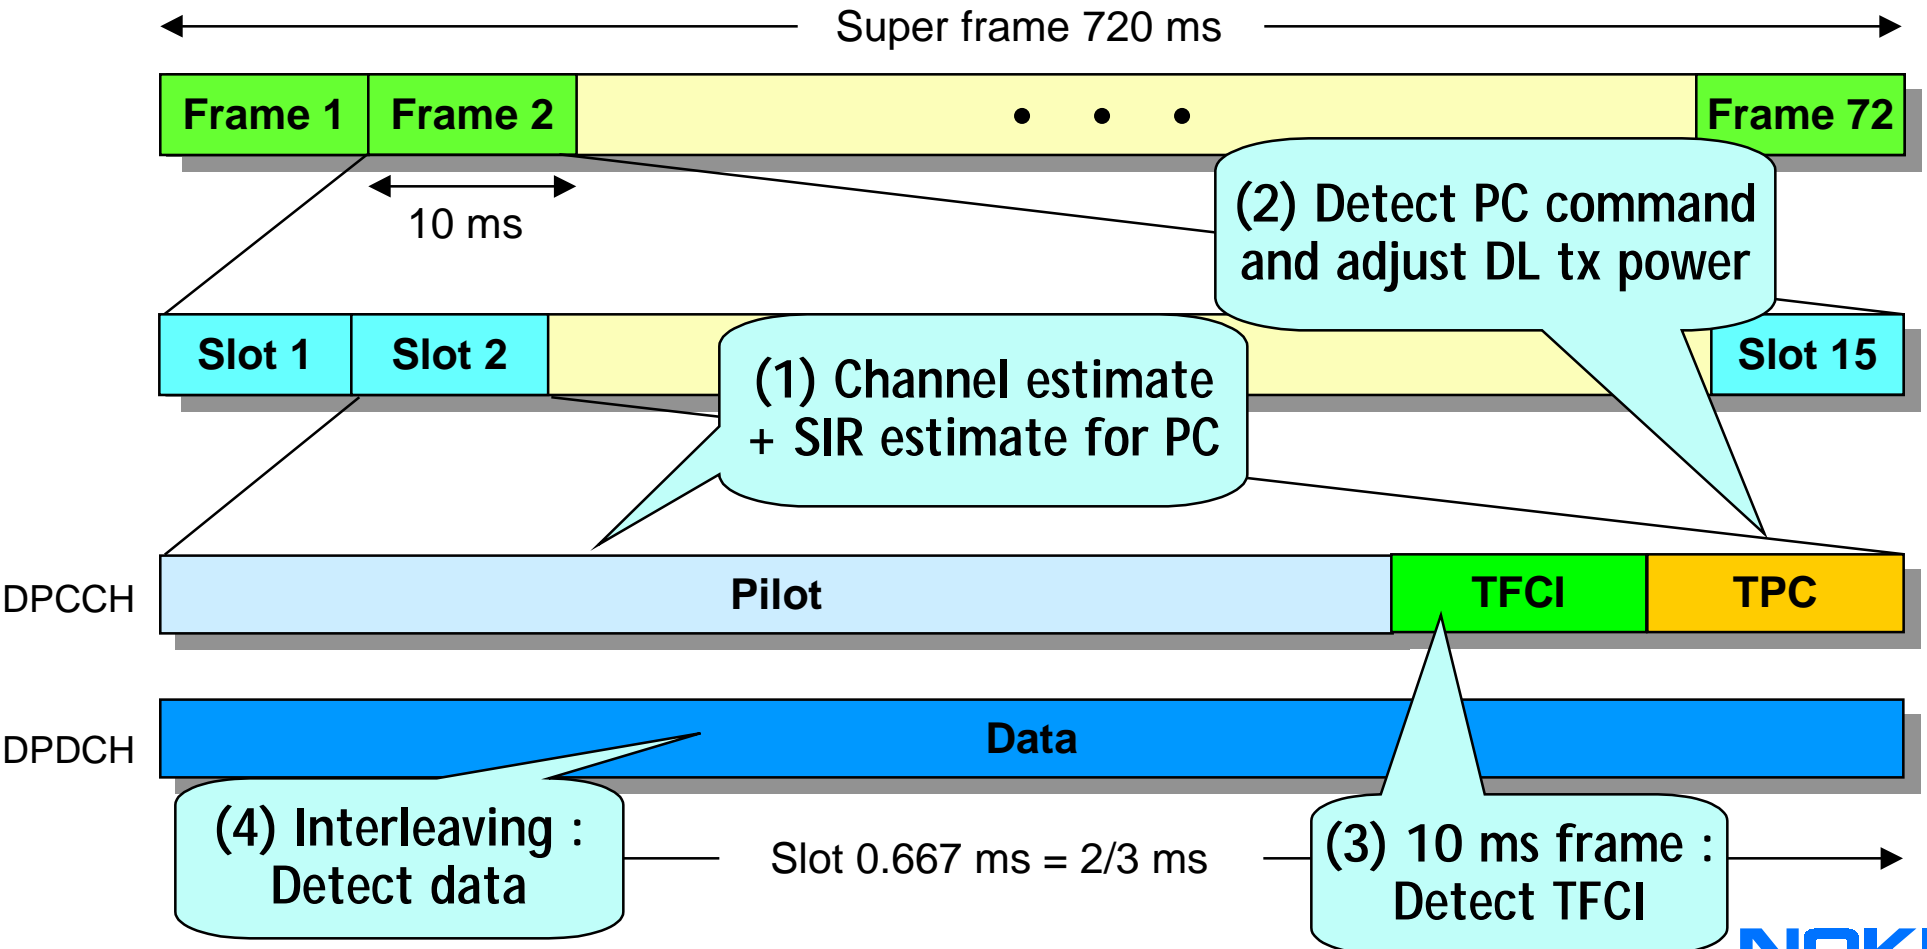 Super frame 720 ms
Frame 1 Frame 2 • • • Frame 72
10 ms
(2) Detect PC command
and adjust DL tx power
Slot 1 Slot 2 Slot 15
(1) Channel estimate
+ SIR estimate for PC
DPCCH Pilot TFCI TPC
DPDCH Data
(4) Interleaving :
Detect data
Slot 0.667 ms = 2/3 ms
(3) 10 ms frame :
Detect TFCI